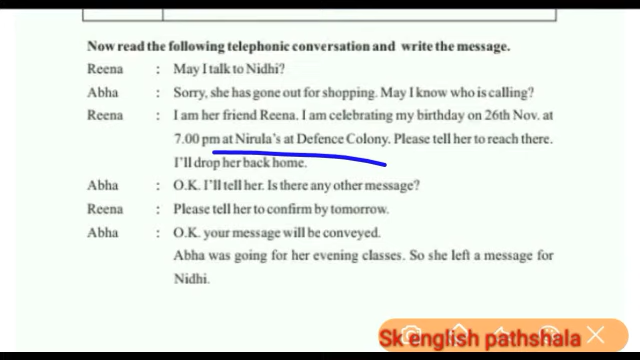 Now read the following telephonic conversation and write the message.
Reena : May I talk to Nidhi?
Abha : Sorry, she has gone out for shopping. May I know who is calling?
Reena : I am her friend Reena. I am celebrating my birthday on 26th Nov. at
7.00 pm at Nirula's at Defence Colony. Please tell her to reach there.
I'll drop her back home.
Abha : O.K. I'll tell her. Is there any other message?
Reena : Please tell her to confirm by tomorrow.
Abha : O.K. your message will be conveyed.
Abha was going for her evening classes. So she left a message for
Nidhi.
Sk english pathshala